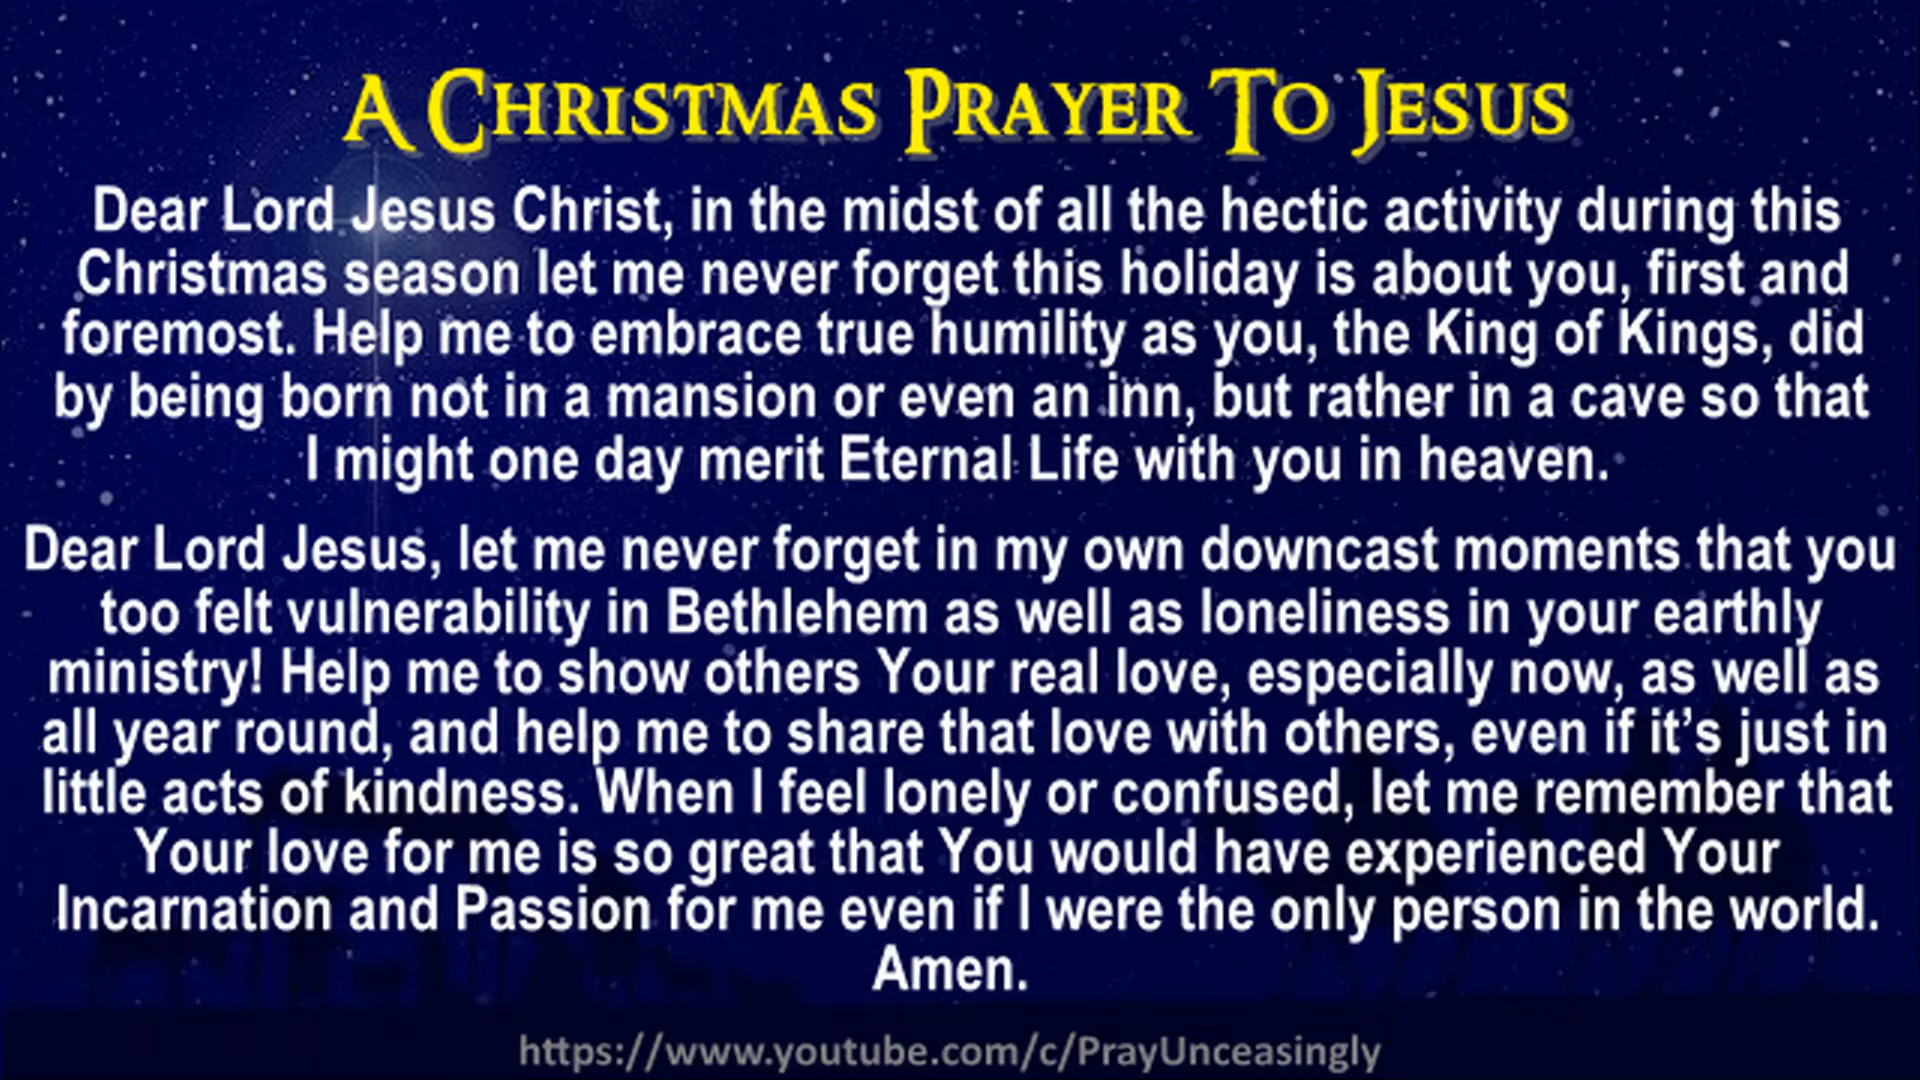 A Christmas Prayer To Jesus
Dear Lord Jesus Christ, in the midst of all the hectic activity during this
Christmas season let me never forget this holiday is about you, first and
foremost. Help me to embrace true humility as you, the King of Kings, did
by being born not in a mansion or even an inn, but rather in a cave so that
I might one day merit Eternal Life with you in heaven.
Dear Lord Jesus, let me never forget in my own downcast moments that you
too felt vulnerability in Bethlehem as well as loneliness in your earthly
ministry! Help me to show others Your real love, especially now, as well as
all year round, and help me to share that love with others, even if it’s just in
little acts of kindness. When I feel lonely or confused, let me remember that
Your love for me is so great that You would have experienced Your
Incarnation and Passion for me even if I were the only person in the world.
Amen.
https://www.youtube.com/c/PrayUnceasingly